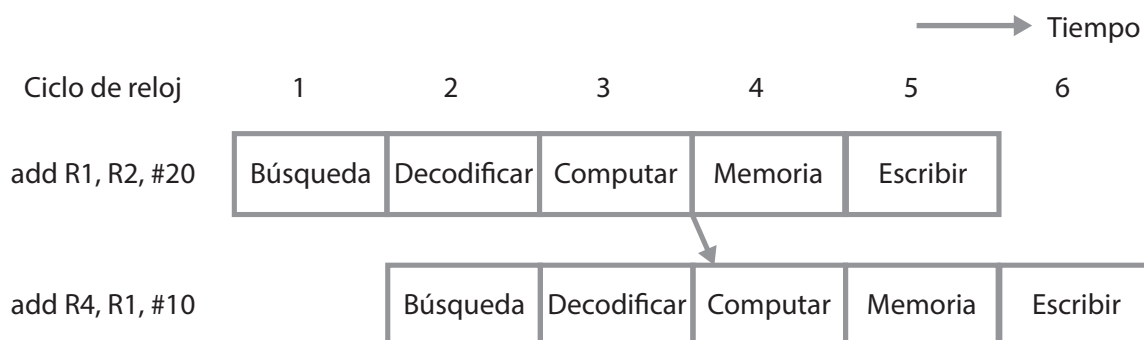 Tiempo
Ciclo de reloj 1 2 3 4 5 6
add R1, R2, #20 Búsqueda Decodificar Computar Memoria Escribir
add R4, R1, #10 Búsqueda Decodificar Computar Memoria Escribir